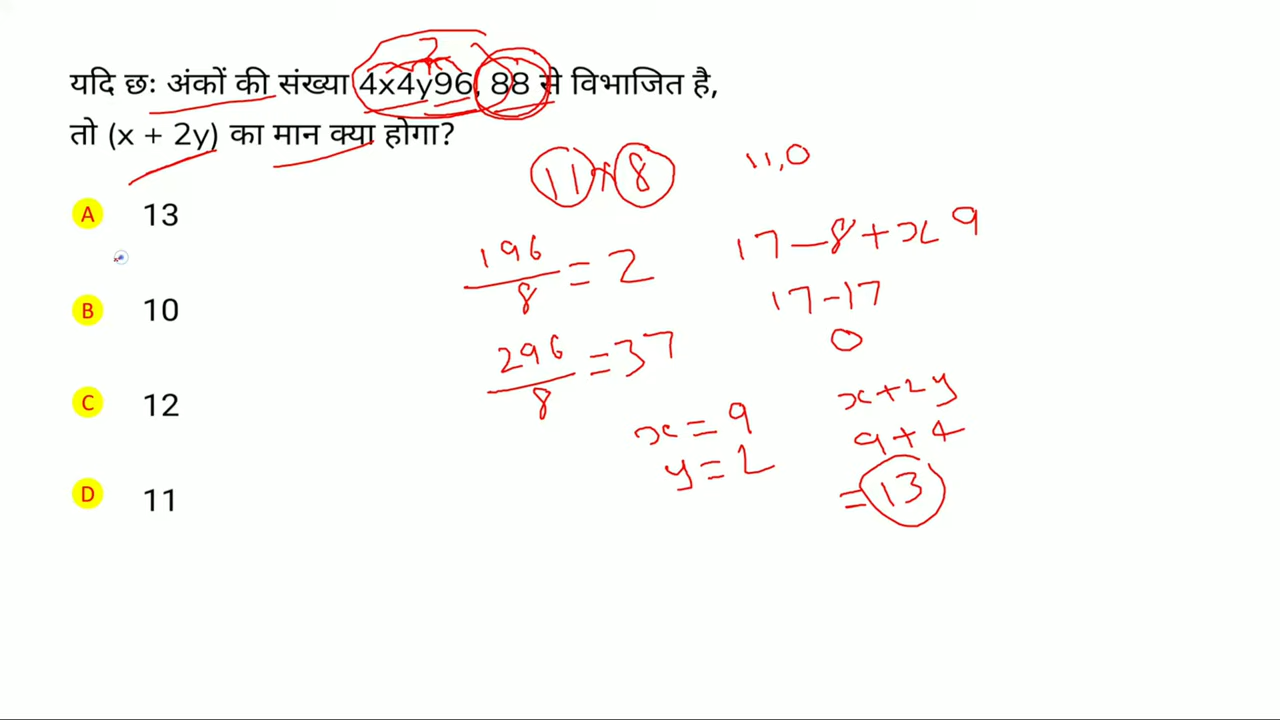 यदि छः अंकों की संख्या 4x4y96, 88 से विभाजित है,
तो (x + 2y) का मान क्या होगा?
A 13
B 10
C 12
D 11
11 x 8
196/8 = 2
296/8 = 37
x = 9
y = 2
11,0
17 - 8 + x 9
17 - 17
0
x + 2y
9 + 4
= 13